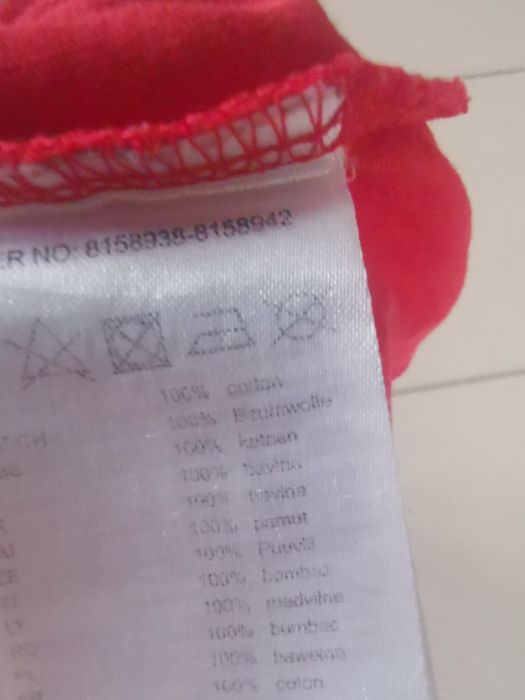 ER NO: 8158938-8158942
100% cotton
100% Baumwolle
100% katoen
100% bavlna
100% bavlna
100% pamut
100% Puuvill
100% bombaž
100% medvilnė
100% bumbac
100% bawełna
100% coton